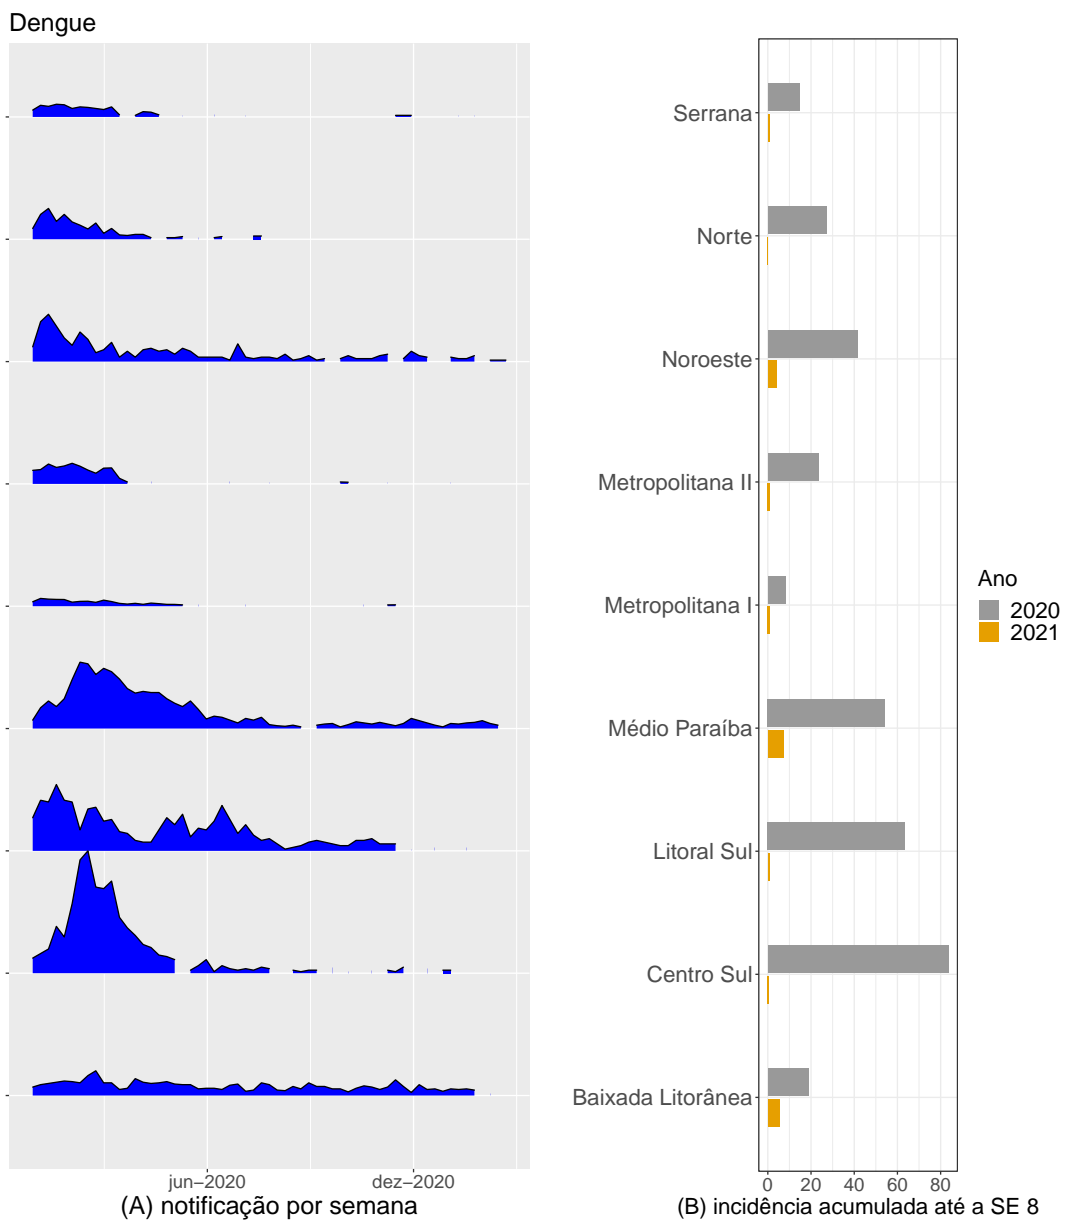 Dengue
Serrana
Norte
Noroeste
Metropolitana II
Metropolitana I
Médio Paraíba
Litoral Sul
Centro Sul
Baixada Litorânea
jun–2020
dez–2020
(A) notificação por semana
0
20
40
60
80
(B) incidência acumulada até a SE 8
Ano
2020
2021